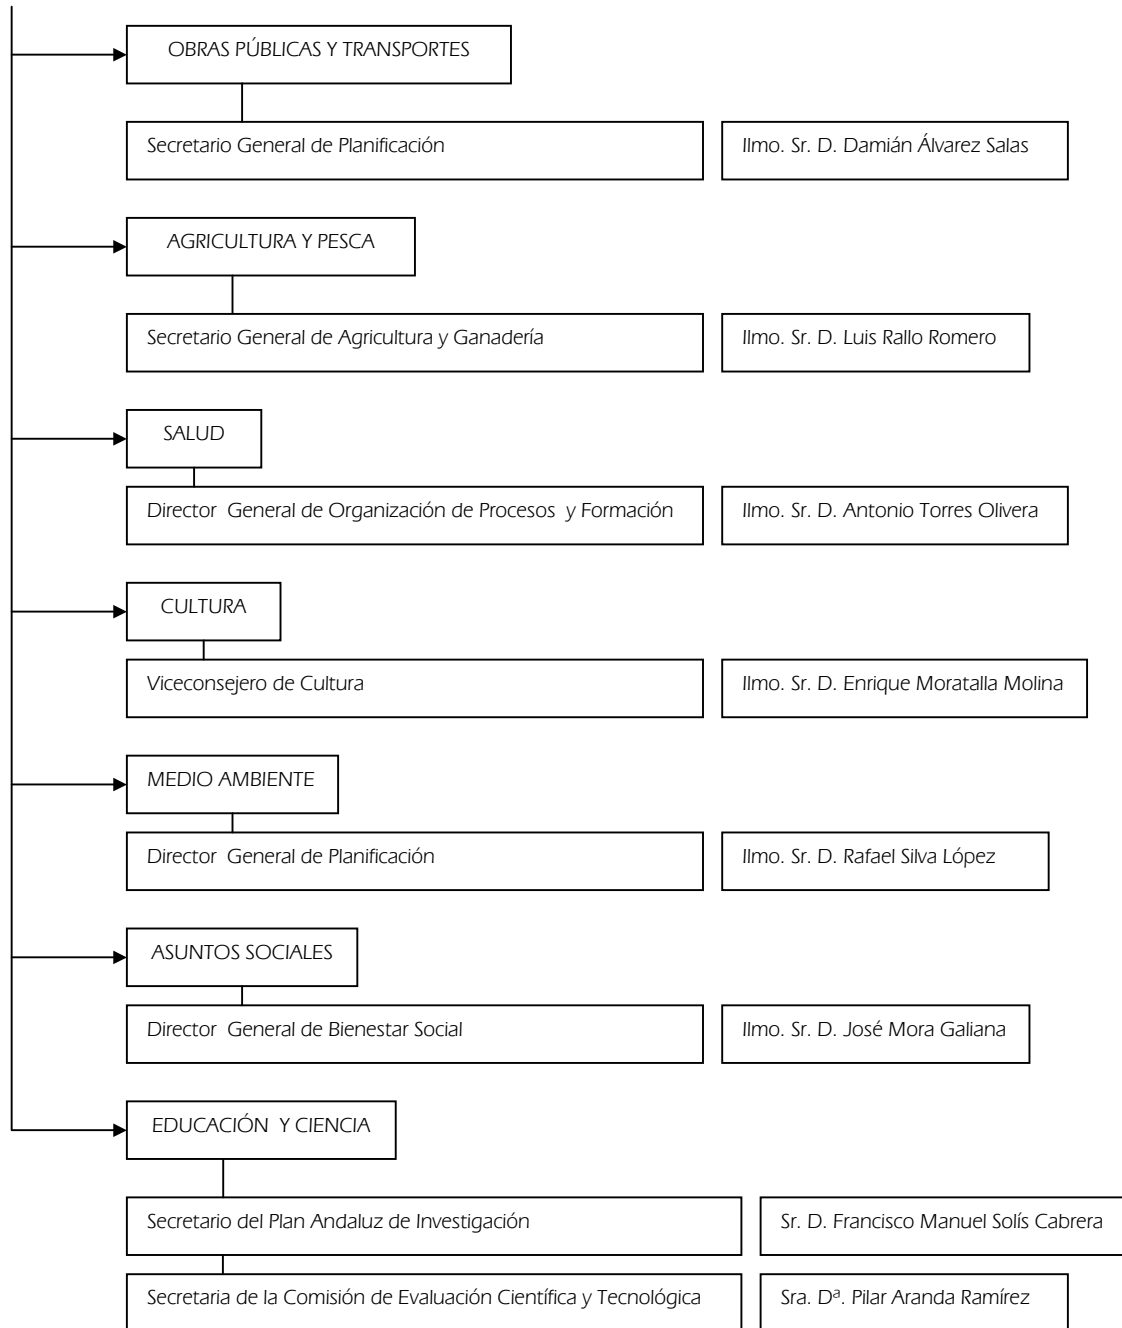 OBRAS PÚBLICAS Y TRANSPORTES
Secretario General de Planificación
Ilmo. Sr. D. Damián Álvarez Salas
AGRICULTURA Y PESCA
Secretario General de Agricultura y Ganadería
Ilmo. Sr. D. Luis Rallo Romero
SALUD
Director General de Organización de Procesos y Formación
Ilmo. Sr. D. Antonio Torres Olivera
CULTURA
Viceconsejero de Cultura
Ilmo. Sr. D. Enrique Moratalla Molina
MEDIO AMBIENTE
Director General de Planificación
Ilmo. Sr. D. Rafael Silva López
ASUNTOS SOCIALES
Director General de Bienestar Social
Ilmo. Sr. D. José Mora Galiana
EDUCACIÓN Y CIENCIA
Secretario del Plan Andaluz de Investigación
Sr. D. Francisco Manuel Solís Cabrera
Secretaria de la Comisión de Evaluación Científica y Tecnológica
Sra. Dª. Pilar Aranda Ramírez